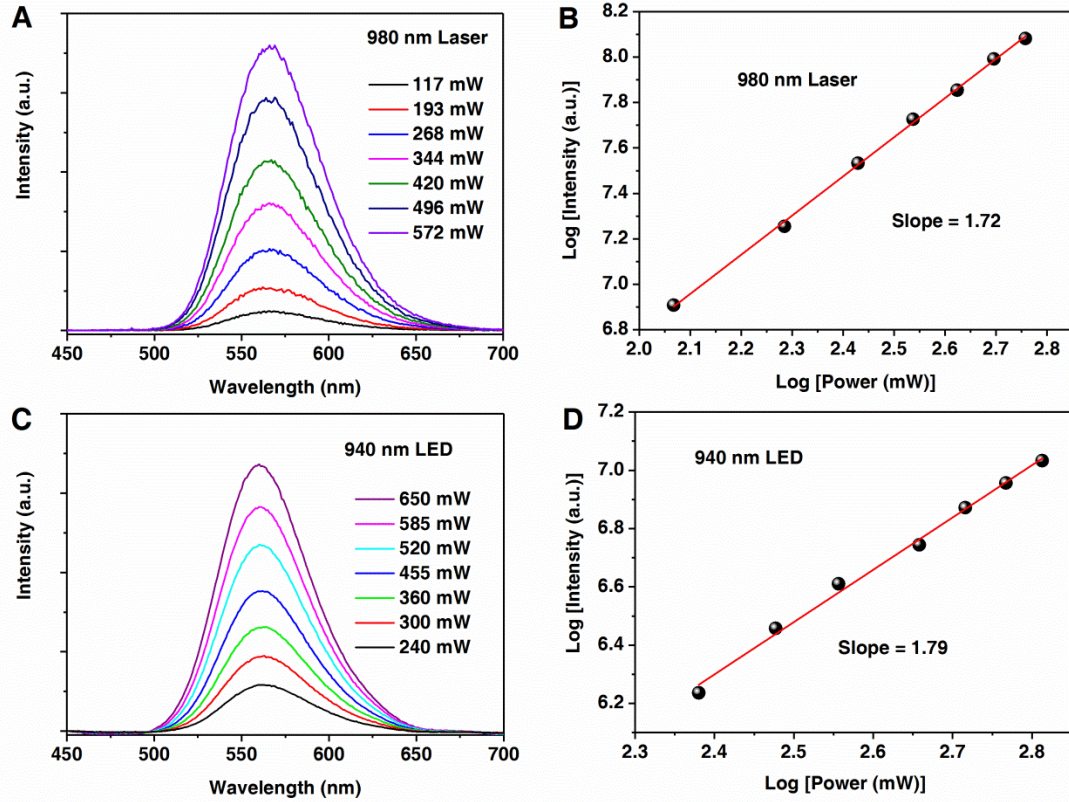 A
980 nm Laser
117 mW
193 mW
268 mW
344 mW
420 mW
496 mW
572 mW
Intensity (a.u.)
450 500 550 600 650 700
Wavelength (nm)
B
8.2
8.0
7.8
7.6
7.4
7.2
7.0
6.8
Log [Intensity (a.u.)]
980 nm Laser
Slope = 1.72
2.0 2.1 2.2 2.3 2.4 2.5 2.6 2.7 2.8
Log [Power (mW)]
C
940 nm LED
650 mW
585 mW
520 mW
455 mW
360 mW
300 mW
240 mW
Intensity (a.u.)
450 500 550 600 650 700
Wavelength (nm)
D
7.2
7.0
6.8
6.6
6.4
6.2
Log [Intensity (a.u.)]
940 nm LED
Slope = 1.79
2.3 2.4 2.5 2.6 2.7 2.8
Log [Power (mW)]